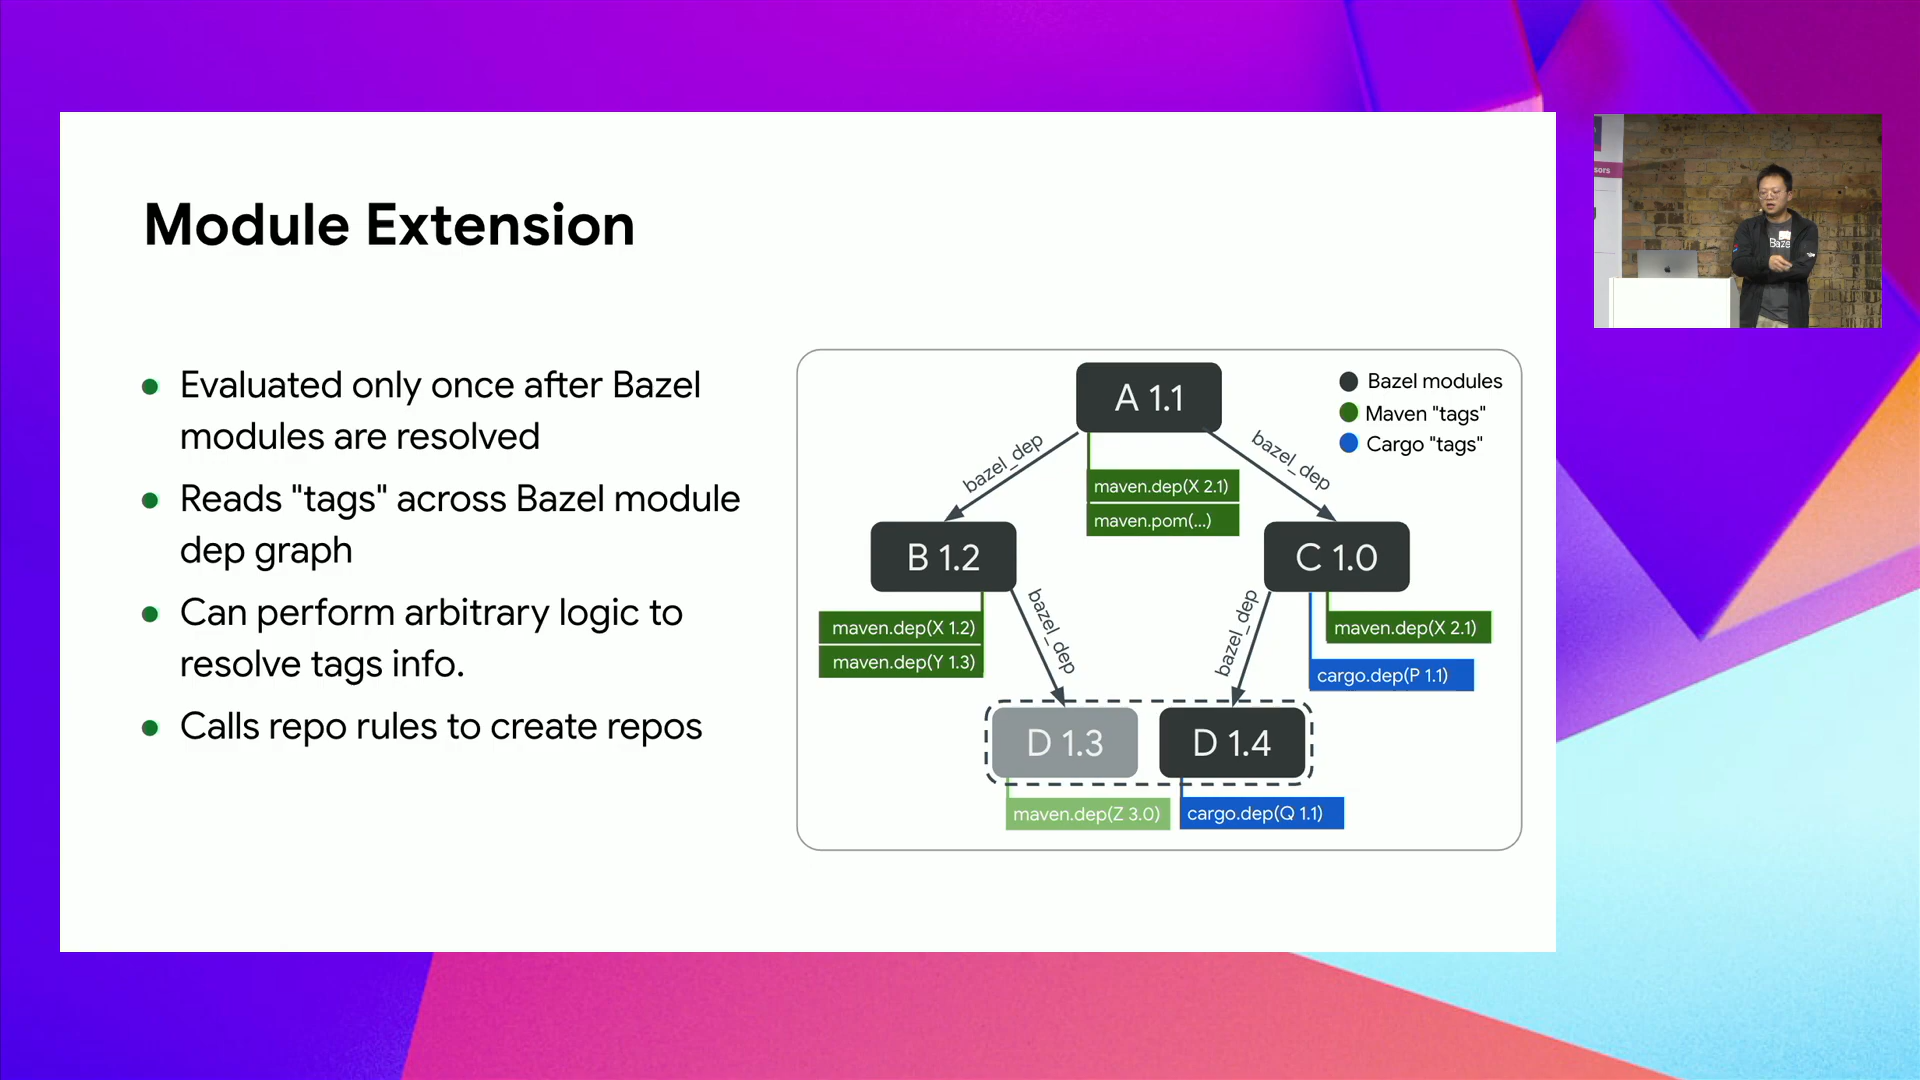 Module Extension
Evaluated only once after Bazel
modules are resolved
Reads "tags" across Bazel module
dep graph
Can perform arbitrary logic to
resolve tags info.
Calls repo rules to create repos
A 1.1
Bazel modules
Maven "tags"
Cargo "tags"
bazel_dep
bazel_dep
maven.dep(X 2.1)
maven.pom(...)
B 1.2
C 1.0
bazel_dep
bazel_dep
maven.dep(X 1.2)
maven.dep(Y 1.3)
maven.dep(X 2.1)
cargo.dep(P 1.1)
D 1.3
D 1.4
maven.dep(Z 3.0)
cargo.dep(Q 1.1)
sors
Baze